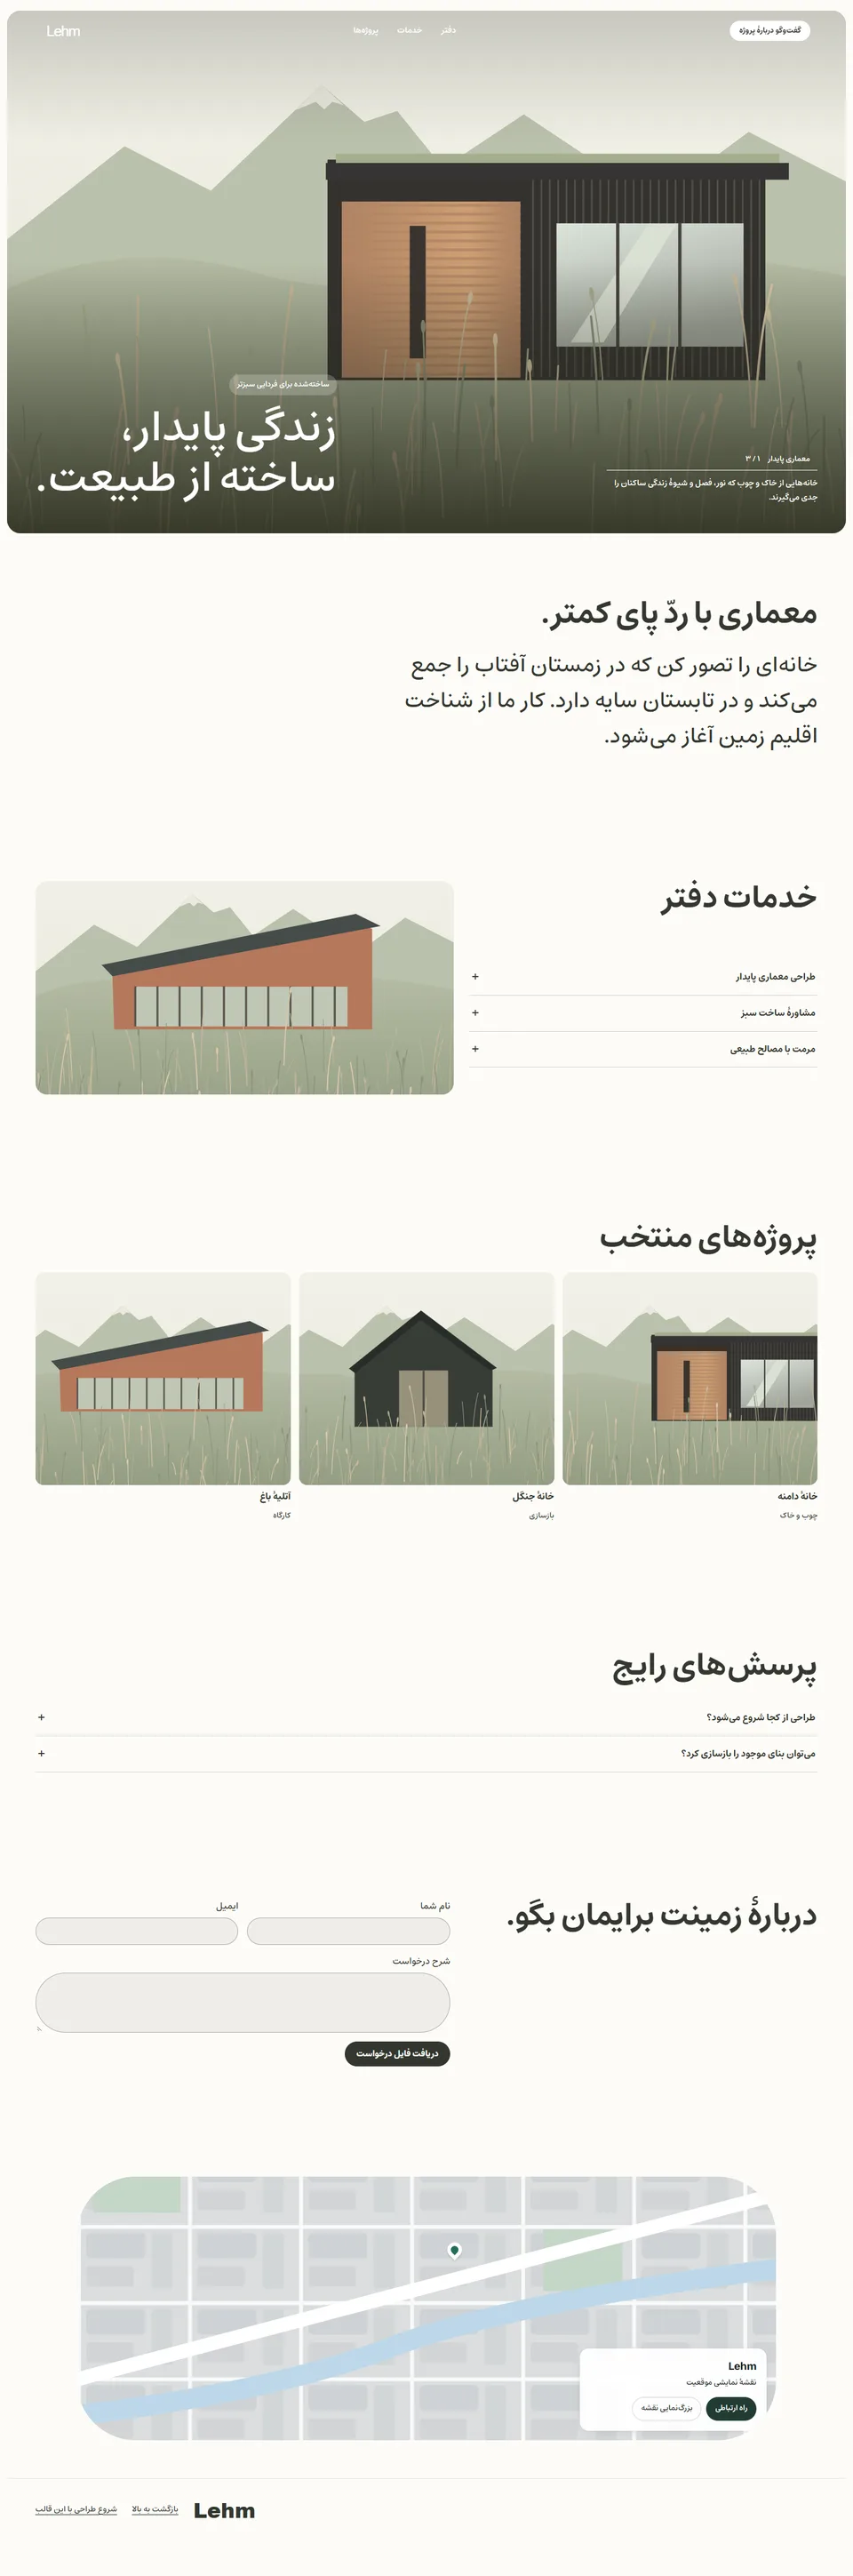 گفت‌وگو دربارهٔ پروژه
دفتر
خدمات
پروژه‌ها
Lehm
ساخته‌شده برای فردایی سبزتر
زندگی پایدار،
ساخته از طبیعت.
معماری پایدار ۱ / ۳
خانه‌هایی از خاک و چوب که نور، فصل و شیوهٔ زندگی ساکنان را
جدی می‌گیرند.
معماری با ردّ پای کمتر.
خانه‌ای را تصور کن که در زمستان آفتاب را جمع
می‌کند و در تابستان سایه دارد. کار ما از شناخت
اقلیم زمین آغاز می‌شود.
خدمات دفتر
طراحی معماری پایدار +
مشاورهٔ ساخت سبز +
مرمت با مصالح طبیعی +
پروژه‌های منتخب
خانهٔ دامنه
چوب و خاک
خانهٔ جنگل
بازسازی
آتلیهٔ باغ
کارگاه
پرسش‌های رایج
طراحی از کجا شروع می‌شود؟ +
می‌توان بنای موجود را بازسازی کرد؟ +
دربارهٔ زمینت برایمان بگو.
نام شما
ایمیل
شرح درخواست
دریافت فایل درخواست
Lehm
نقشهٔ نمایشی موقعیت
راه ارتباطی
بزرگ‌نمایی نقشه
Lehm
بازگشت به بالا
شروع طراحی با این قالب